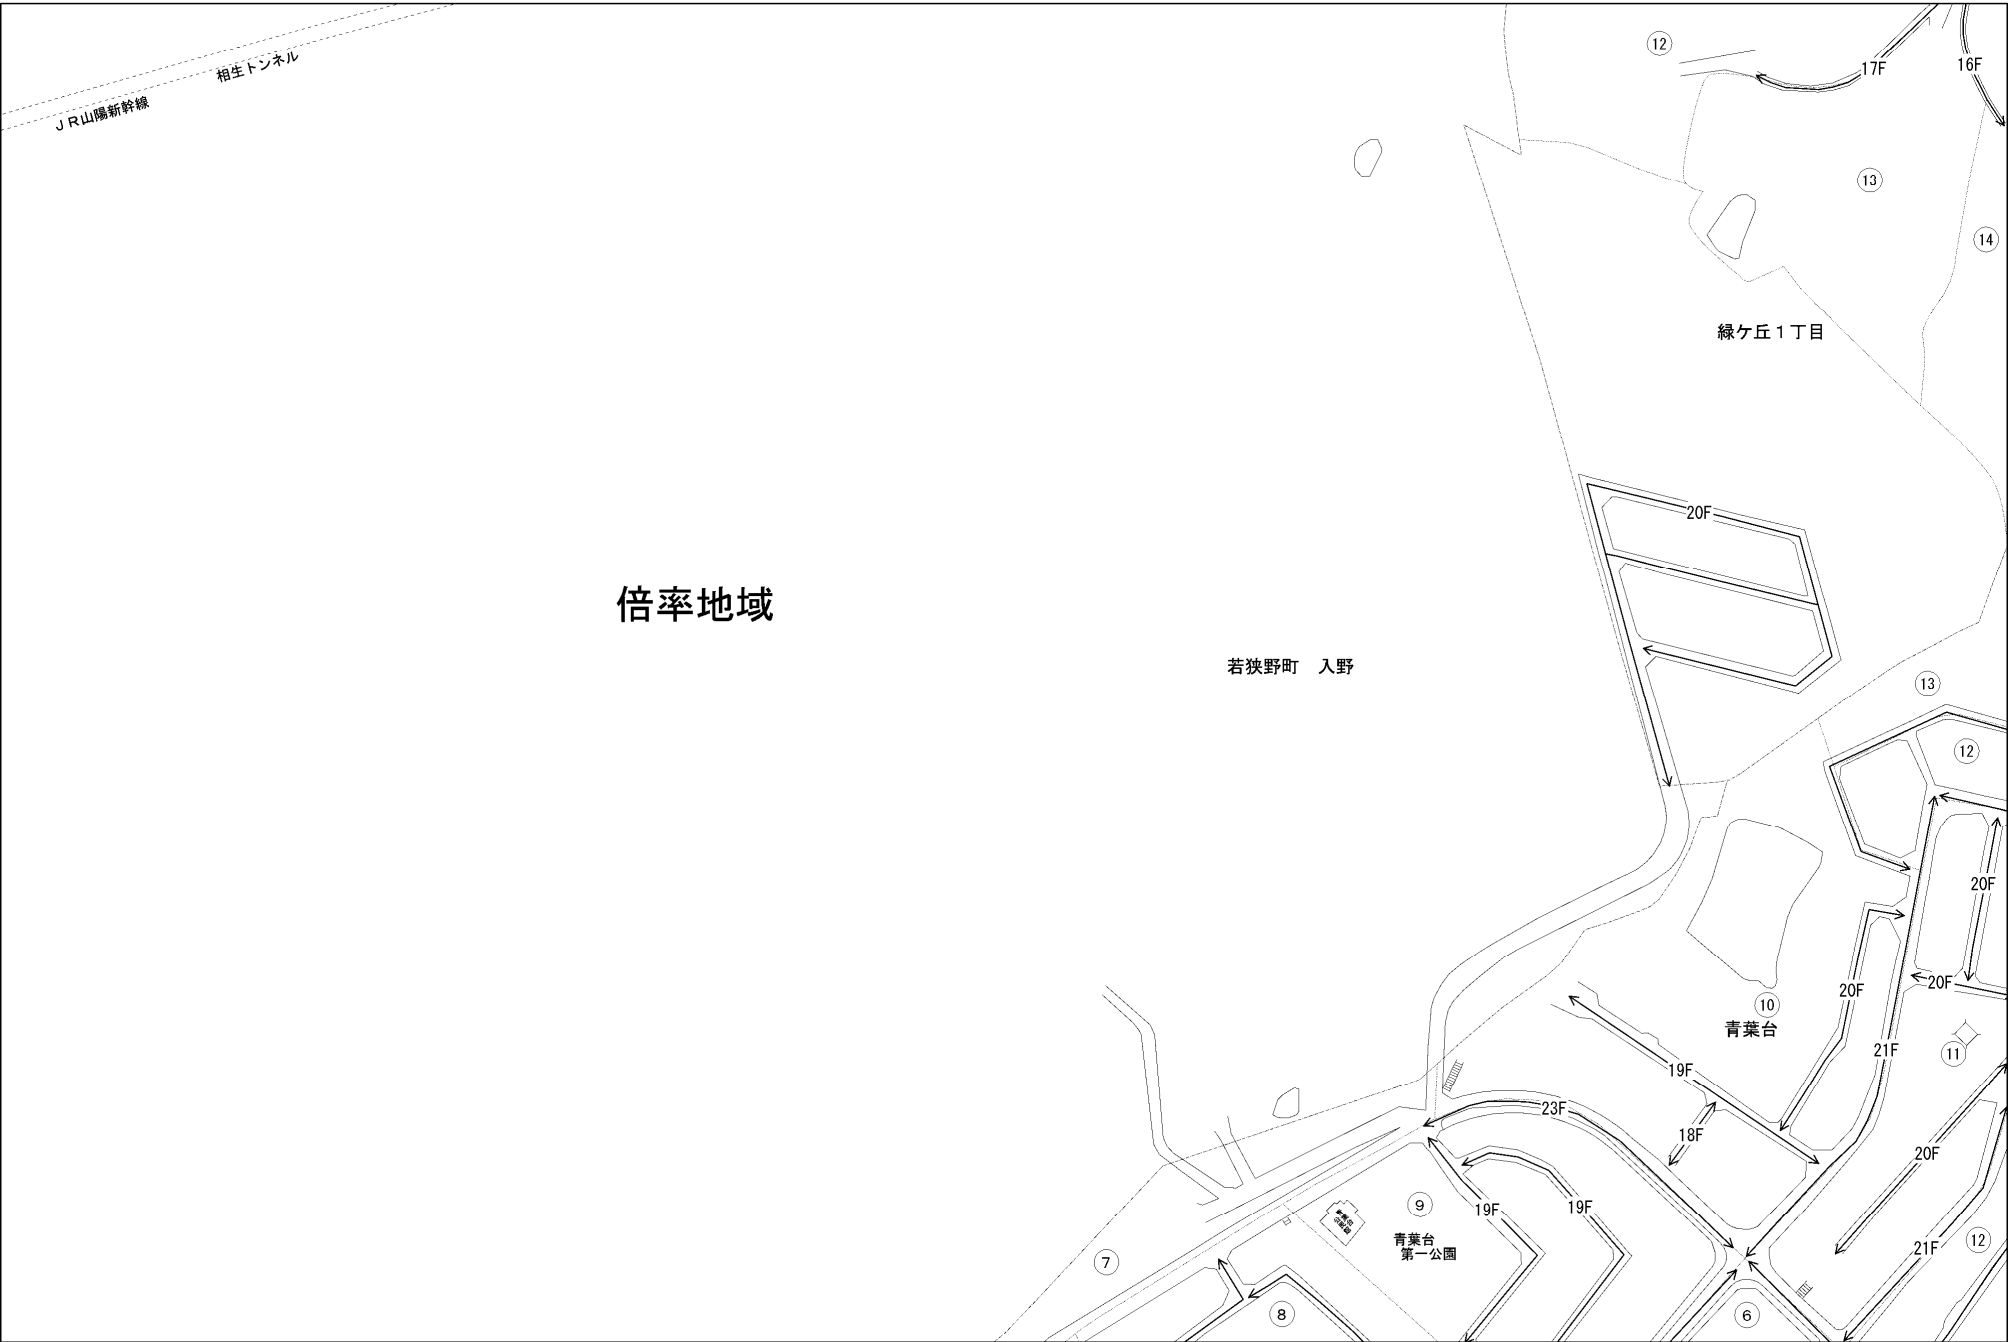 相生トンネル
JR山陽新幹線
12
17F
16F
13
14
緑ケ丘1丁目
20F
倍率地域
若狭野町　入野
13
12
20F
20F
20F
10
青葉台
11
21F
19F
23F
18F
20F
9
19F
19F
青葉台
第一公園
7
21F
12
8
6